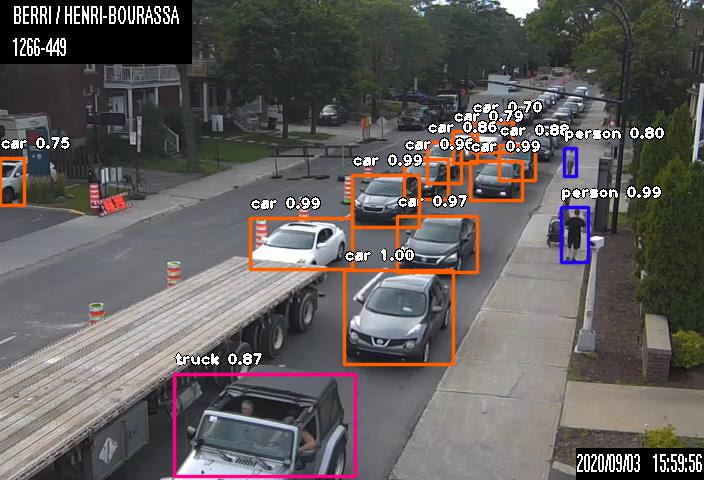 BERRI / HENRI-BOURASSA
1266-449
car 0.70
car 0.79
car 0.86
car 0.88
person 0.80
car 0.75
car 0.96
car 0.99
car 0.99
person 0.99
car 0.99
car 0.97
car 1.00
truck 0.87
2020/09/03 15:59:56